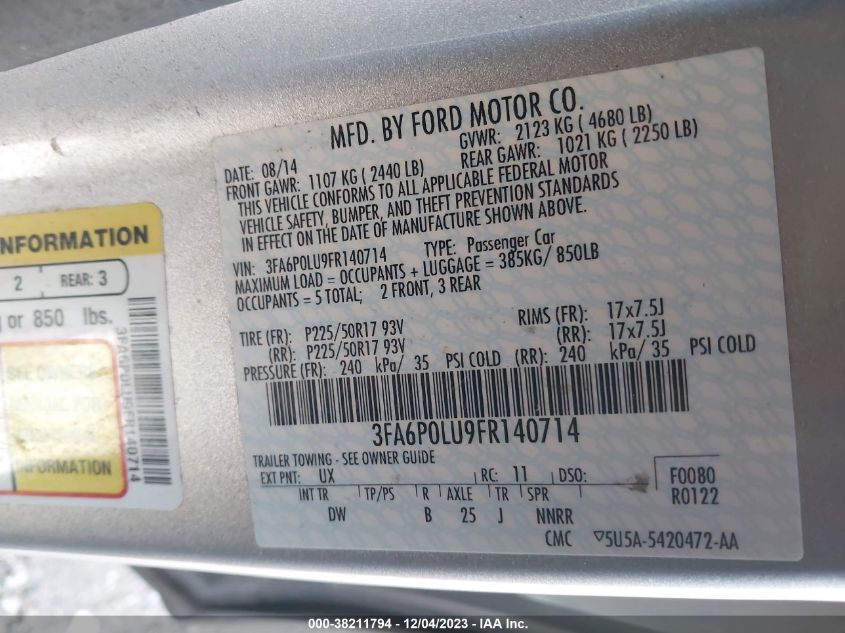 MFD. BY FORD MOTOR CO.
DATE: 08/14 GVWR: 2123 KG ( 4680 LB)
FRONT GAWR: 1107 KG ( 2440 LB) REAR GAWR: 1021 KG ( 2250 LB)
THIS VEHICLE CONFORMS TO ALL APPLICABLE FEDERAL MOTOR
VEHICLE SAFETY, BUMPER, AND THEFT PREVENTION STANDARDS
IN EFFECT ON THE DATE OF MANUFACTURE SHOWN ABOVE.
VIN: 3FA6P0LU9FR140714 TYPE: Passenger Car
MAXIMUM LOAD = OCCUPANTS + LUGGAGE = 385KG/ 850LB
OCCUPANTS = 5 TOTAL; 2 FRONT, 3 REAR
TIRE (FR): P225/50R17 93V RIMS (FR): 17x7.5J
(RR): P225/50R17 93V (RR): 17x7.5J
PRESSURE (FR): 240 kPa/ 35 PSI COLD (RR): 240 kPa/ 35 PSI COLD
3FA6P0LU9FR140714
TRAILER TOWING - SEE OWNER GUIDE
EXT PNT: UX RC: 11 DSO: F0080
INT TR TP/PS R AXLE TR SPR R0122
DW B 25 J NNRR
CMC ▽5U5A-5420472-AA
INFORMATION
2 REAR: 3
or 850 lbs.
SEE OWNERS
MANUAL FOR
INFORMATION
3FA6P0LU9FR140714
000-38211794 - 12/04/2023 - IAA Inc.